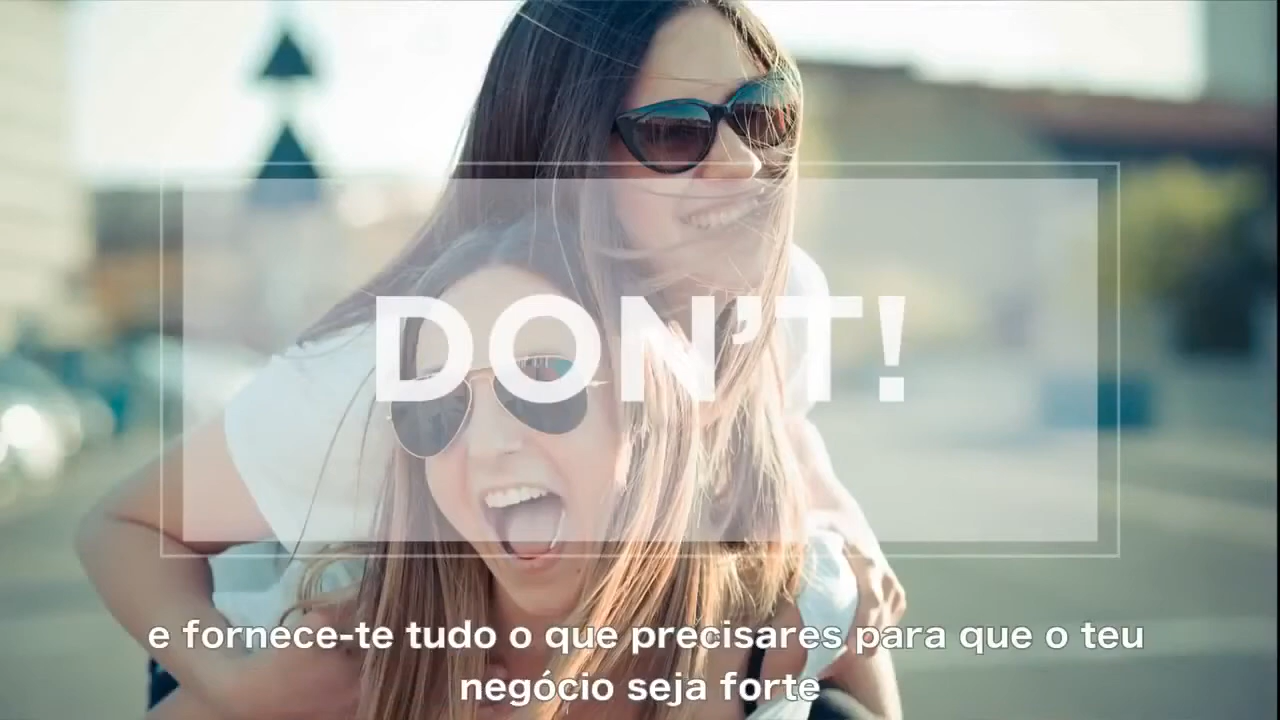 DON'T!
e fornece-te tudo o que precisares para que o teu
negócio seja forte